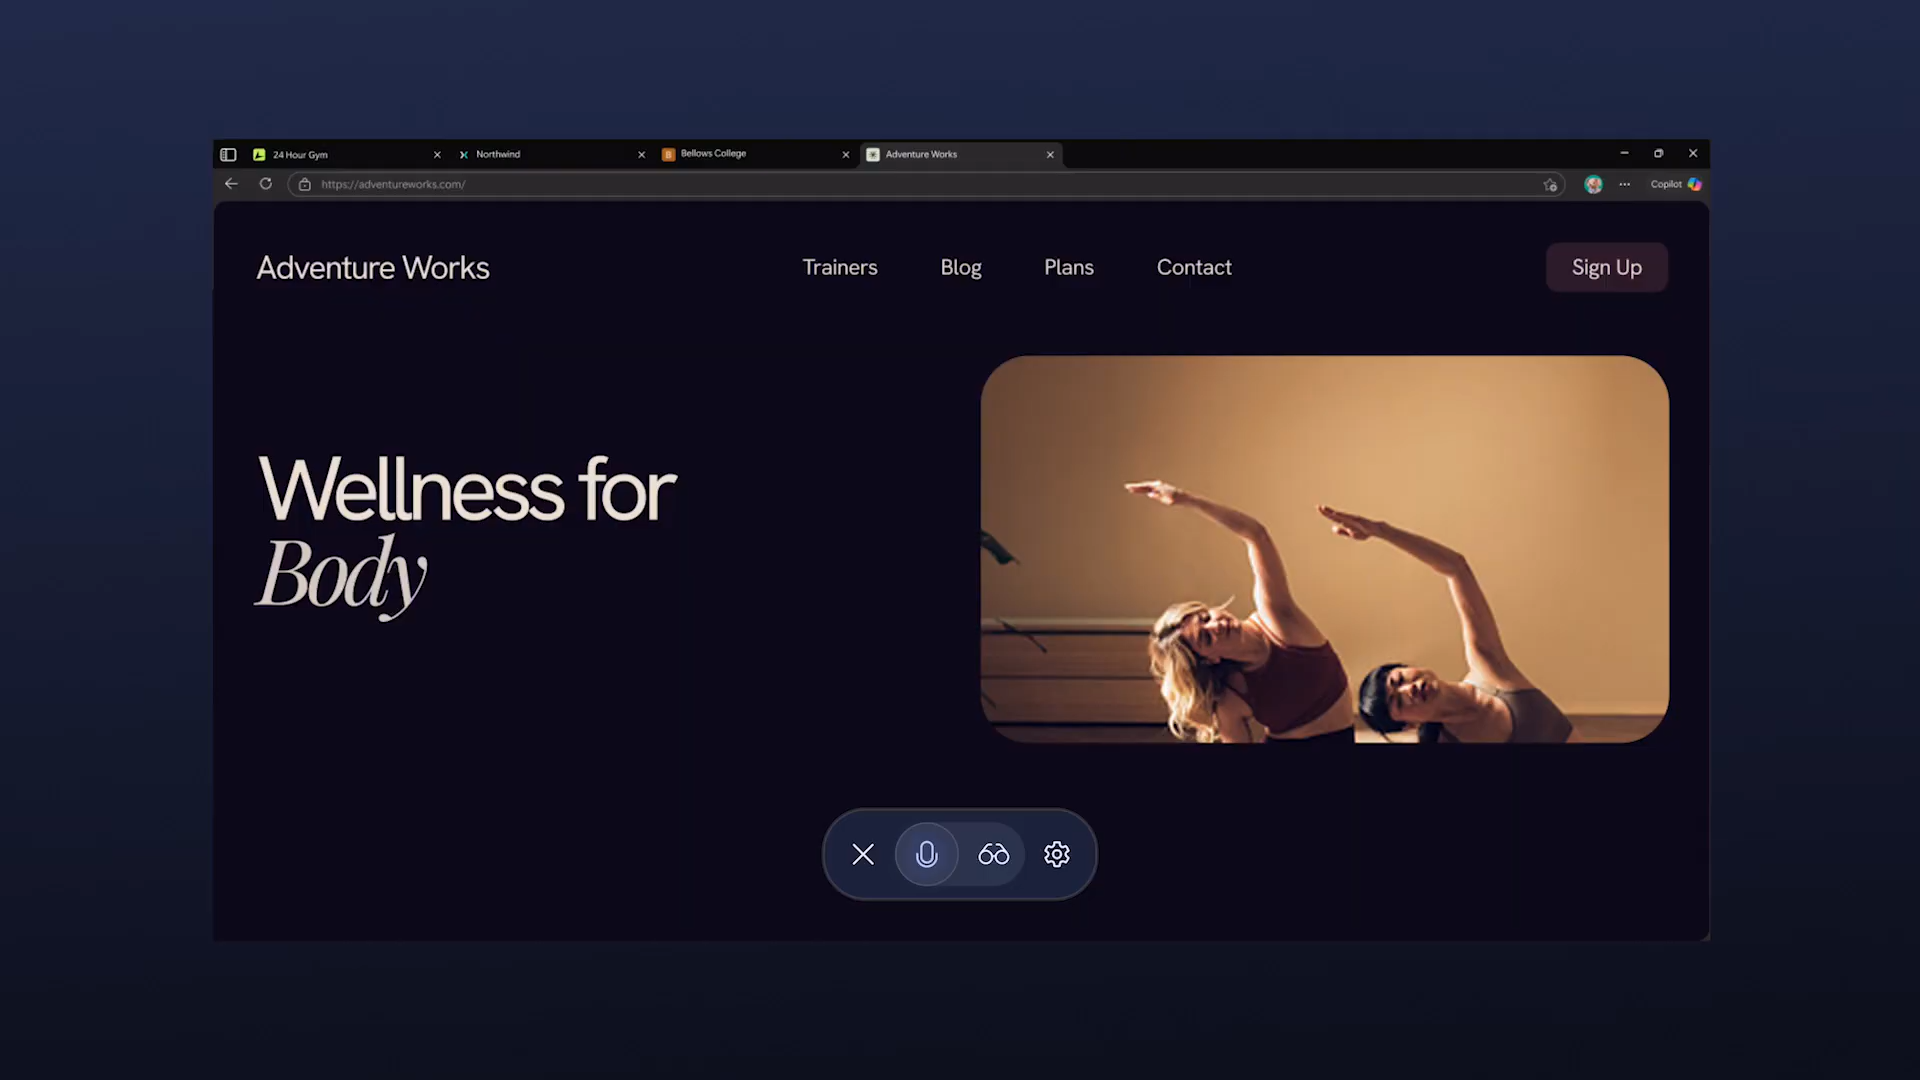 24 Hour Gym
Northwind
Bellows College
Adventure Works
https://adventureworks.com/
Copilot
Adventure Works
Trainers
Blog
Plans
Contact
Sign Up
Wellness for
Body